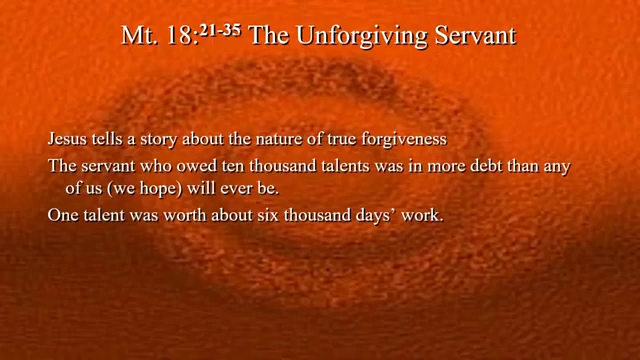 Mt. 18:21-35 The Unforgiving Servant
Jesus tells a story about the nature of true forgiveness
The servant who owed ten thousand talents was in more debt than any
of us (we hope) will ever be.
One talent was worth about six thousand days’ work.